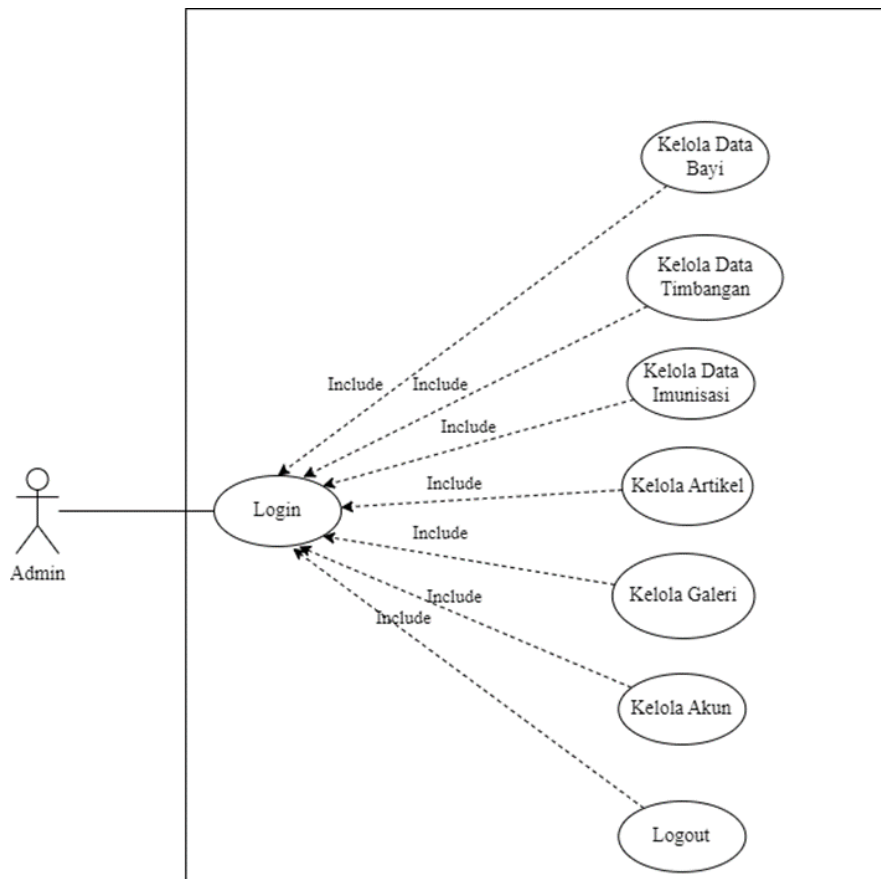 Kelola Data
Bayi
Kelola Data
Timbangan
Include
Include
Kelola Data
Imunisasi
Include
Include
Kelola Artikel
Login
Include
Admin
Include
Kelola Galeri
Include
Kelola Akun
Logout